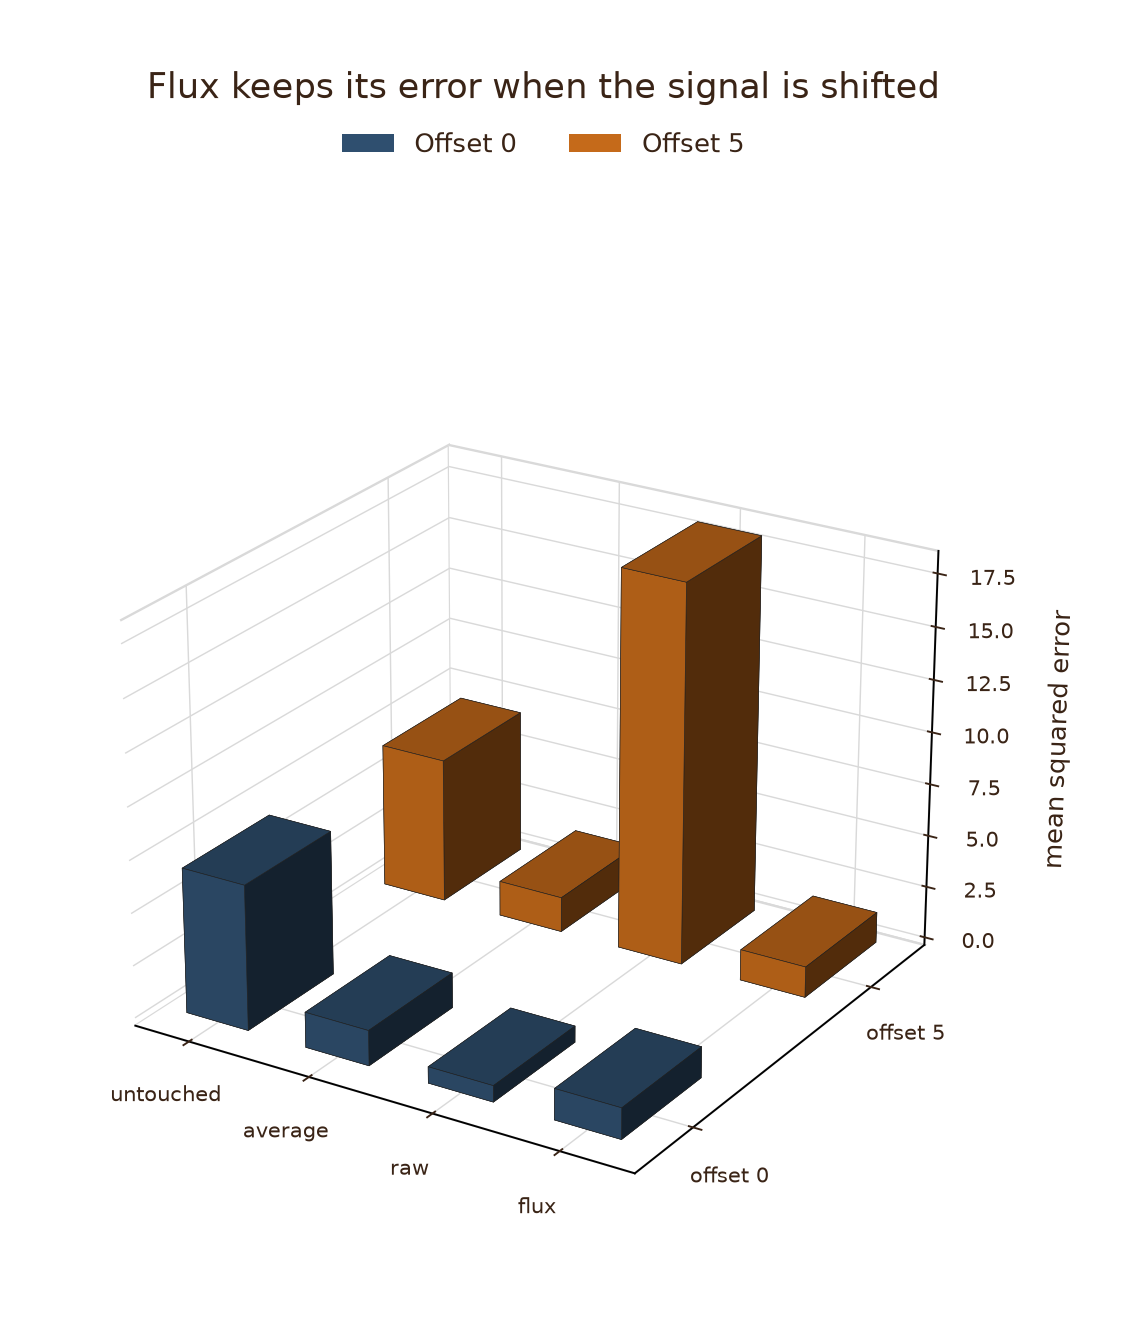 Flux keeps its error when the signal is shifted
Offset 0
Offset 5
17.5
15.0
12.5
10.0
7.5
5.0
2.5
0.0
mean squared error
untouched
average
raw
flux
offset 0
offset 5